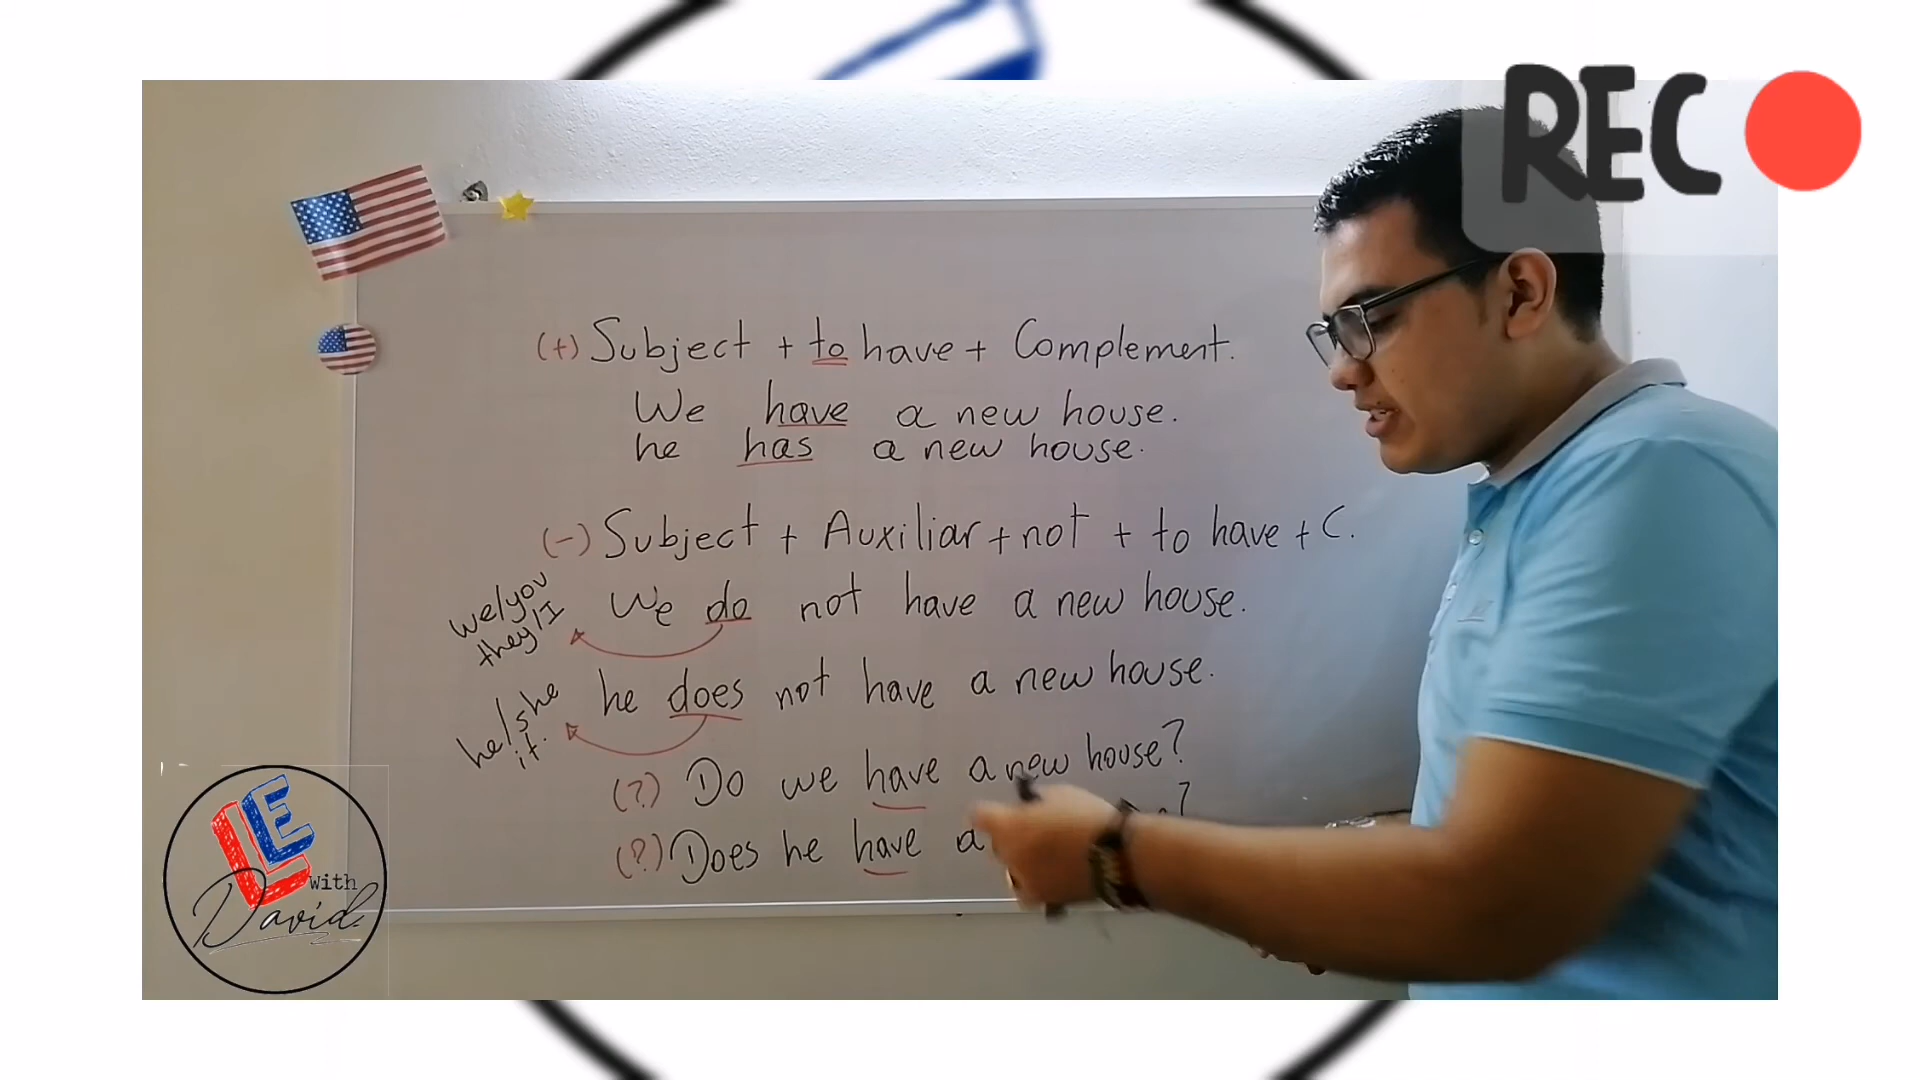 REC
(+) Subject + to have + Complement.
We have a new house.
he has a new house.
(-) Subject + Auxiliar + not + to have + C.
we/you
they/I
We do not have a new house.
he/she
it.
he does not have a new house.
(?) Do we have a new house?
(?) Does he have a ?
LE
with
David